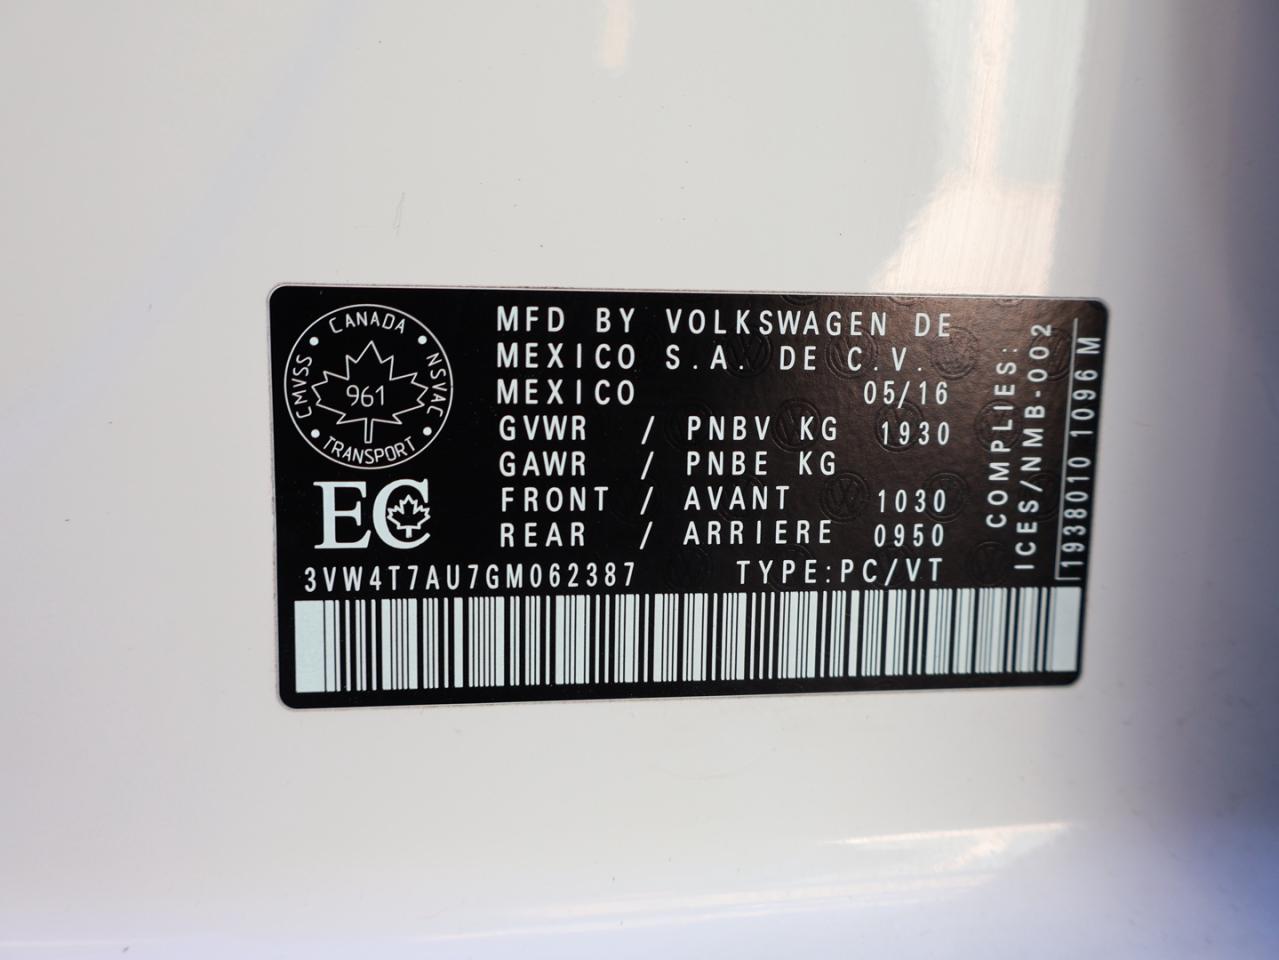 CANADA
CMVSS
NSVAC
961
TRANSPORT
EC
MFD BY VOLKSWAGEN DE
MEXICO S.A. DE C.V.
MEXICO 05/16
GVWR / PNBV KG 1930
GAWR / PNBE KG
FRONT / AVANT 1030
REAR / ARRIERE 0950
3VW4T7AU7GM062387 TYPE:PC/VT
COMPLIES:
ICES/NMB-002
1938010 1096 M